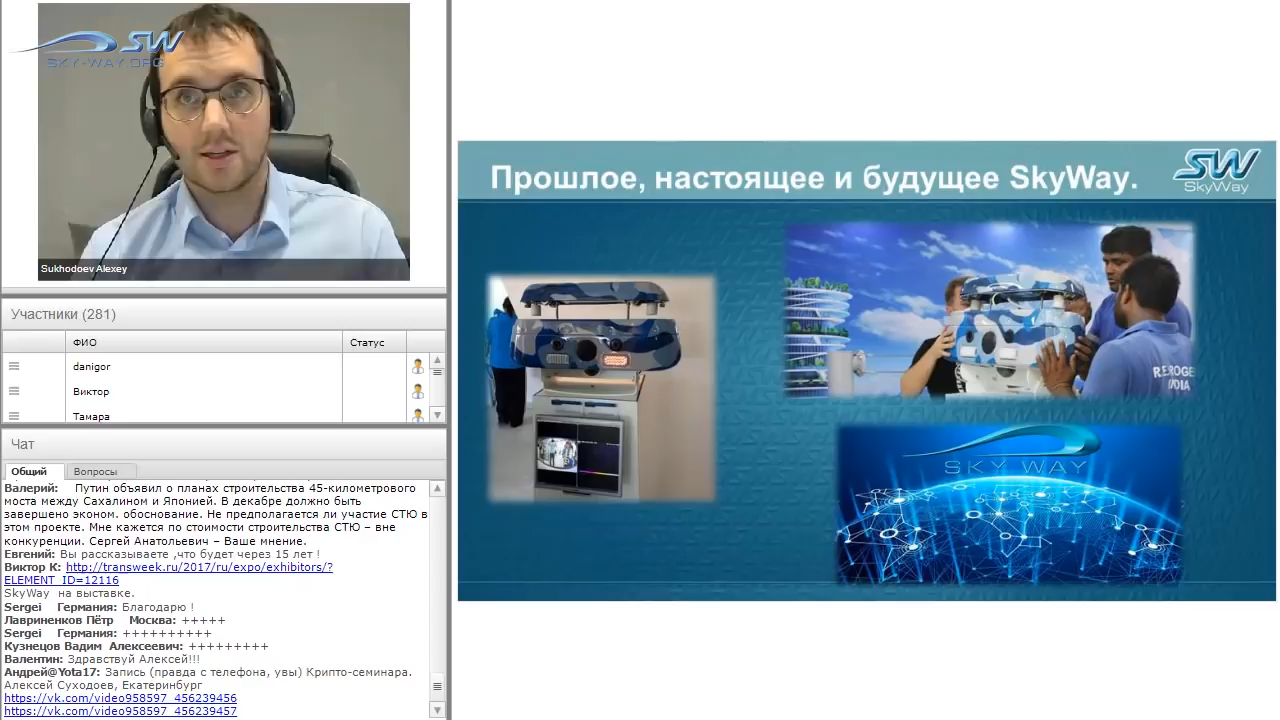 SW
SKY-WAY.ORG
Sukhodoev Alexey
Участники (281)
ФИО
Статус
danigor
Виктор
Тамара
Чат
Общий
Вопросы
Валерий: Путин объявил о планах строительства 45-километрового
моста между Сахалином и Японией. В декабре должно быть
завершено эконом. обоснование. Не предполагается ли участие СТЮ в
этом проекте. Мне кажется по стоимости строительства СТЮ – вне
конкуренции. Сергей Анатольевич – Ваше мнение.
Евгений: Вы рассказываете ,что будет через 15 лет !
Виктор К: http://transweek.ru/2017/ru/expo/exhibitors/?
ELEMENT_ID=12116
SkyWay на выставке.
Sergei Германия: Благодарю !
Лавриненков Пётр Москва: +++++
Sergei Германия: ++++++++++
Кузнецов Вадим Алексеевич: +++++++++
Валентин: Здравствуй Алексей!!!
Андрей@Yota17: Запись (правда с телефона, увы) Крипто-семинара.
Алексей Суходоев, Екатеринбург
https://vk.com/video958597_456239456
https://vk.com/video958597_456239457
Прошлое, настоящее и будущее SkyWay.
SW
SkyWay
INDIA
SKY WAY